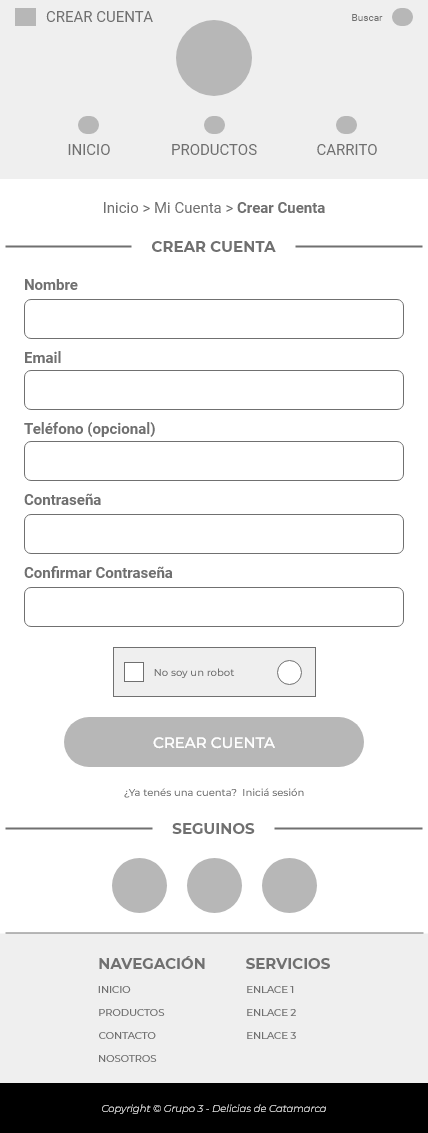 CREAR CUENTA
Buscar
INICIO
PRODUCTOS
CARRITO
Inicio > Mi Cuenta > Crear Cuenta
CREAR CUENTA
Nombre
Email
Teléfono (opcional)
Contraseña
Confirmar Contraseña
No soy un robot
CREAR CUENTA
¿Ya tenés una cuenta? Iniciá sesión
SEGUINOS
NAVEGACIÓN
INICIO
PRODUCTOS
CONTACTO
NOSOTROS
SERVICIOS
ENLACE 1
ENLACE 2
ENLACE 3
Copyright © Grupo 3 - Delicias de Catamarca